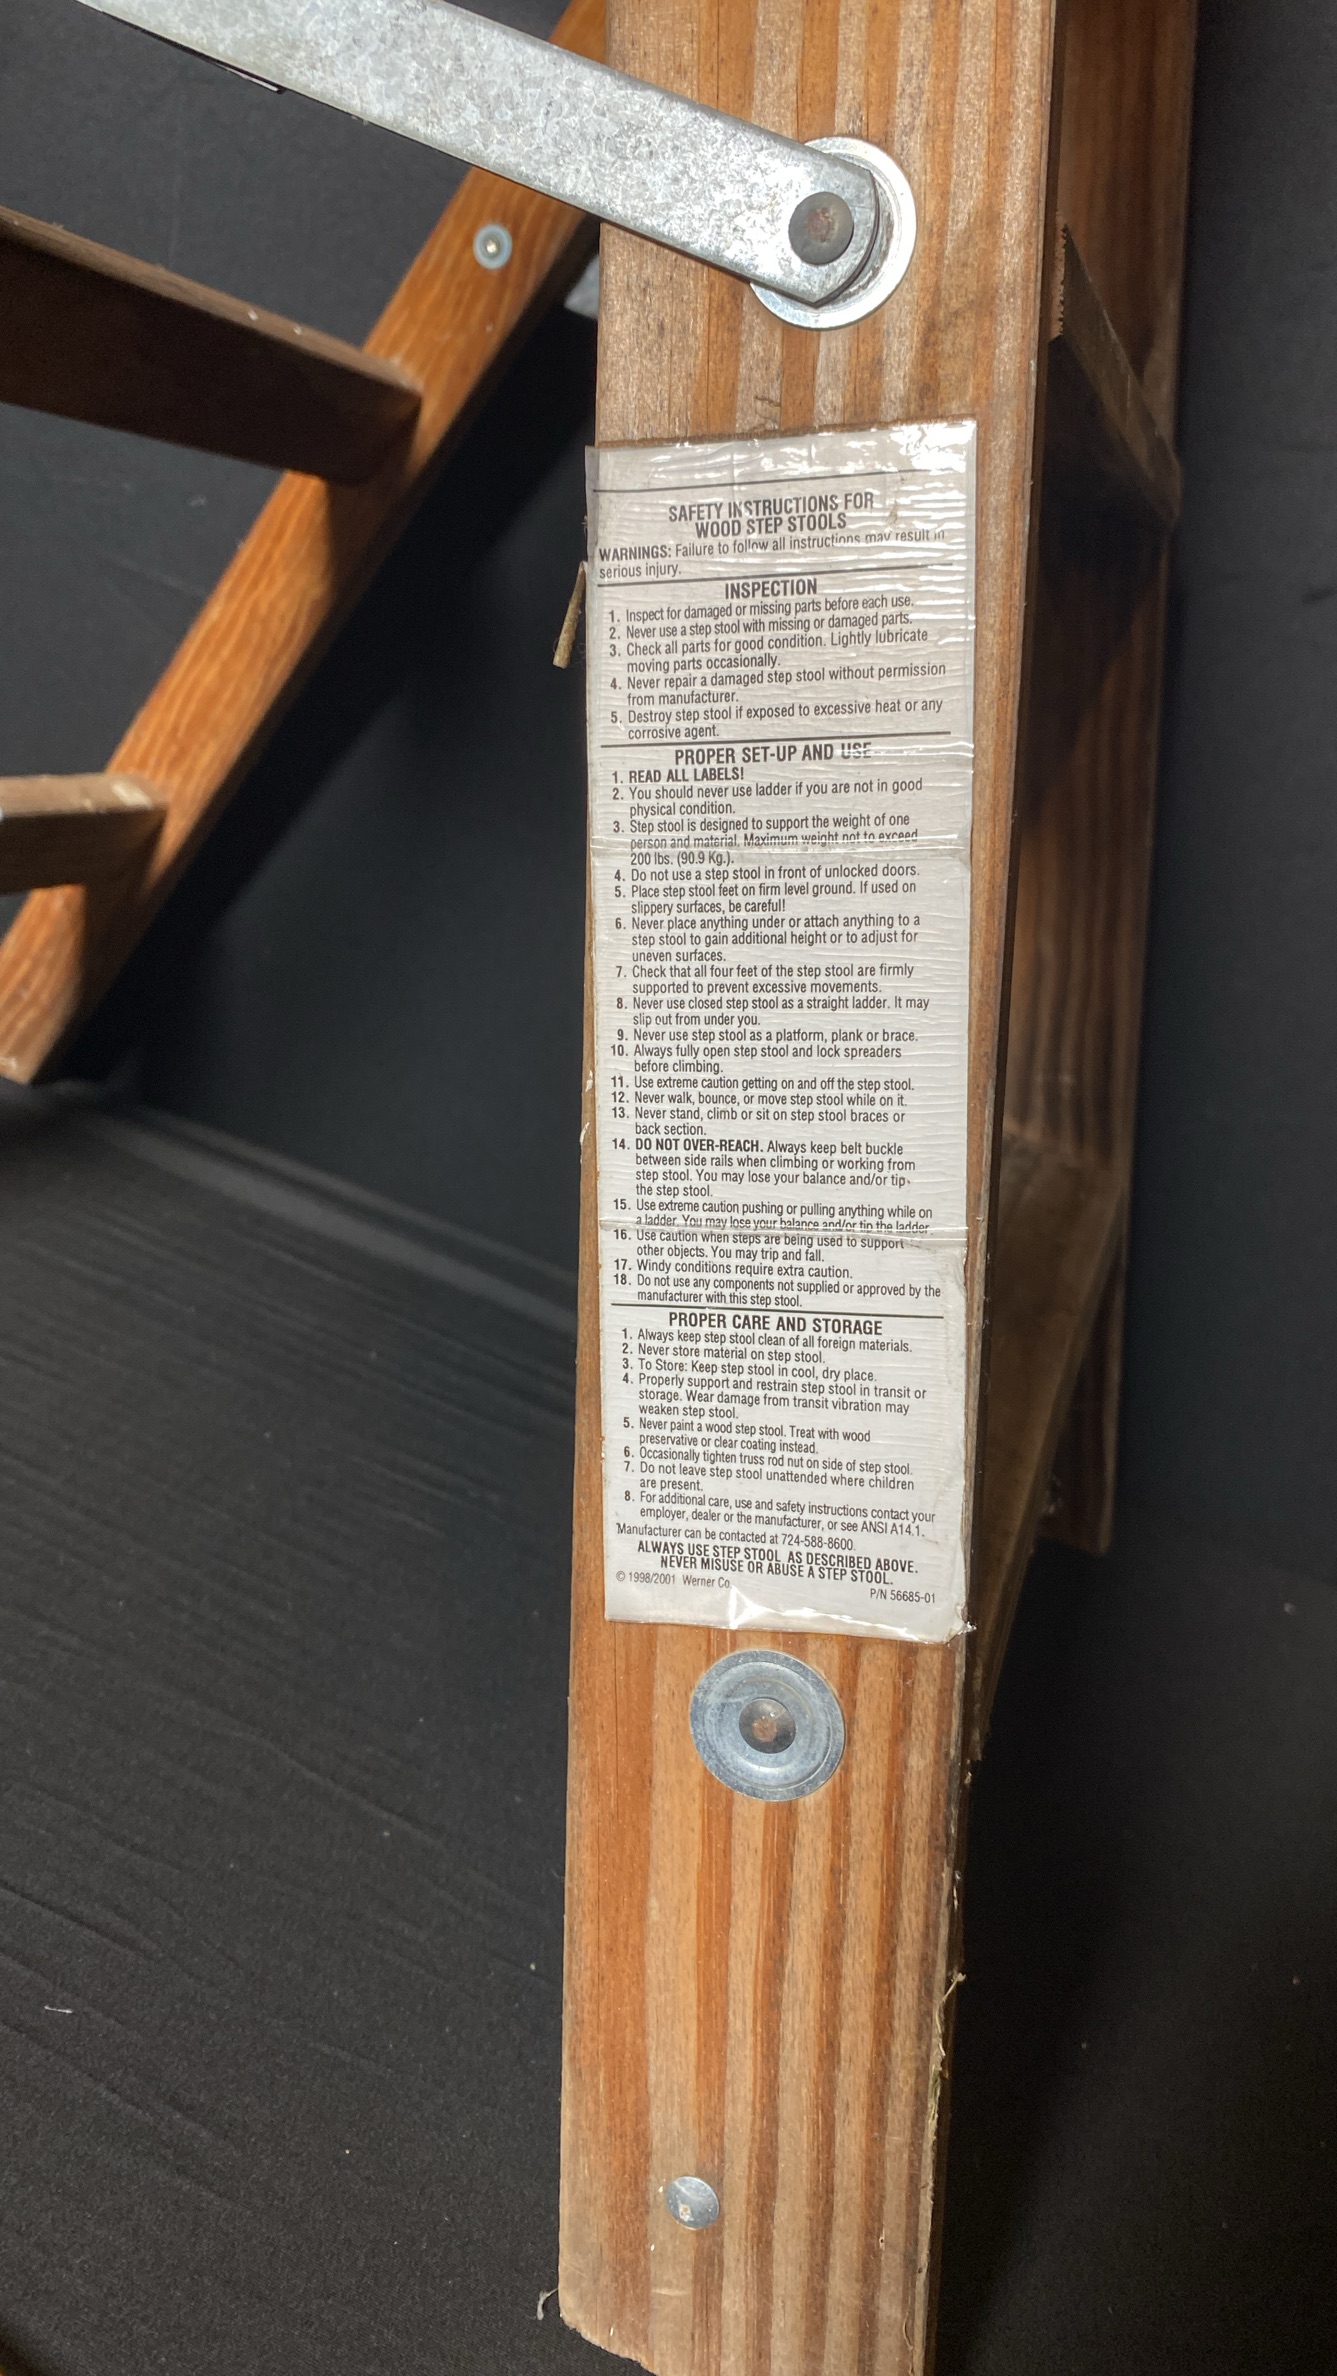 SAFETY INSTRUCTIONS FOR
WOOD STEP STOOLS
WARNINGS: Failure to follow all instructions may result in
serious injury.
INSPECTION
1. Inspect for damaged or missing parts before each use.
2. Never use a step stool with missing or damaged parts.
3. Check all parts for good condition. Lightly lubricate
moving parts occasionally.
4. Never repair a damaged step stool without permission
from manufacturer.
5. Destroy step stool if exposed to excessive heat or any
corrosive agent.
PROPER SET-UP AND USE
1. READ ALL LABELS!
2. You should never use ladder if you are not in good
physical condition.
3. Step stool is designed to support the weight of one
person and material. Maximum weight not to exceed
200 lbs. (90.9 Kg.).
4. Do not use a step stool in front of unlocked doors.
5. Place step stool feet on firm level ground. If used on
slippery surfaces, be careful!
6. Never place anything under or attach anything to a
step stool to gain additional height or to adjust for
uneven surfaces.
7. Check that all four feet of the step stool are firmly
supported to prevent excessive movements.
8. Never use closed step stool as a straight ladder. It may
slip out from under you.
9. Never use step stool as a platform, plank or brace.
10. Always fully open step stool and lock spreaders
before climbing.
11. Use extreme caution getting on and off the step stool.
12. Never walk, bounce, or move step stool while on it.
13. Never stand, climb or sit on step stool braces or
back section.
14. DO NOT OVER-REACH. Always keep belt buckle
between side rails when climbing or working from
step stool. You may lose your balance and/or tip
the step stool.
15. Use extreme caution pushing or pulling anything while on
a ladder. You may lose your balance and/or tip the ladder.
16. Use caution when steps are being used to support
other objects. You may trip and fall.
17. Windy conditions require extra caution.
18. Do not use any components not supplied or approved by the
manufacturer with this step stool.
PROPER CARE AND STORAGE
1. Always keep step stool clean of all foreign materials.
2. Never store material on step stool.
3. To Store: Keep step stool in cool, dry place.
4. Properly support and restrain step stool in transit or
storage. Wear damage from transit vibration may
weaken step stool.
5. Never paint a wood step stool. Treat with wood
preservative or clear coating instead.
6. Occasionally tighten truss rod nut on side of step stool.
7. Do not leave step stool unattended where children
are present.
8. For additional care, use and safety instructions contact your
employer, dealer or the manufacturer, or see ANSI A14.1.
Manufacturer can be contacted at 724-588-8600.
ALWAYS USE STEP STOOL AS DESCRIBED ABOVE.
NEVER MISUSE OR ABUSE A STEP STOOL.
© 1998/2001 Werner Co.
P/N 56685-01